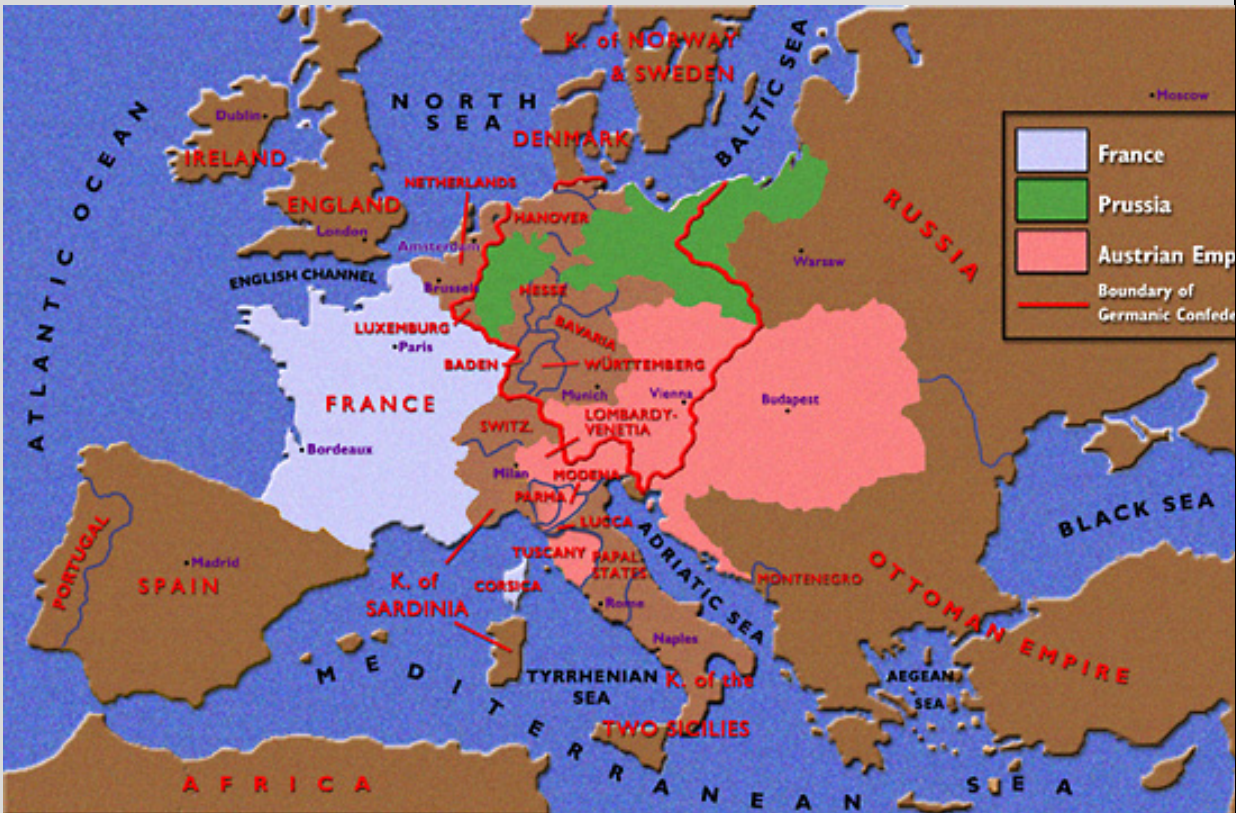 K. of NORWAY
& SWEDEN
BALTIC SEA
Moscow
NORTH
SEA
Dublin
IRELAND
DENMARK
ATLANTIC OCEAN
France
Prussia
Austrian Emp
Boundary of
Germanic Confede
NETHERLANDS
ENGLAND
London
HANOVER
RUSSIA
Amsterdam
Warsaw
ENGLISH CHANNEL
Brussels
HESSE
LUXEMBURG
Paris
BAVARIA
BADEN
WÜRTTEMBERG
Munich
Vienna
Budapest
FRANCE
LOMBARDY-
VENETIA
SWITZ.
Bordeaux
Milan
MODENA
PARMA
LUCCA
BLACK SEA
ADRIATIC SEA
TUSCANY
PAPAL
STATES
PORTUGAL
Madrid
SPAIN
K. of
SARDINIA
CORSICA
MONTENEGRO
OTTOMAN EMPIRE
Rome
Naples
TYRRHENIAN
SEA
K. of the
TWO SICILIES
AEGEAN
SEA
MEDITERRANEAN SEA
AFRICA